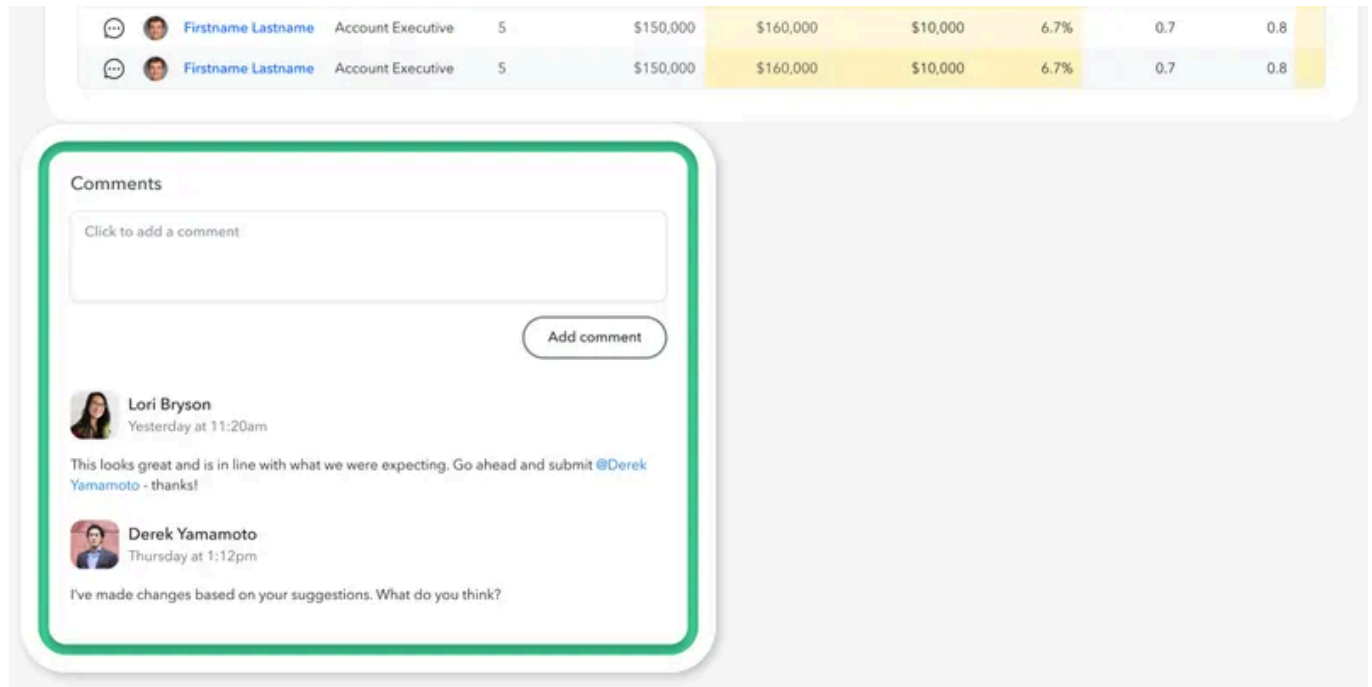 Firstname Lastname Account Executive 5 $150,000 $160,000 $10,000 6.7% 0.7 0.8
Firstname Lastname Account Executive 5 $150,000 $160,000 $10,000 6.7% 0.7 0.8
Comments
Click to add a comment
Add comment
Lori Bryson
Yesterday at 11:20am
This looks great and is in line with what we were expecting. Go ahead and submit @Derek
Yamamoto - thanks!
Derek Yamamoto
Thursday at 1:12pm
I've made changes based on your suggestions. What do you think?